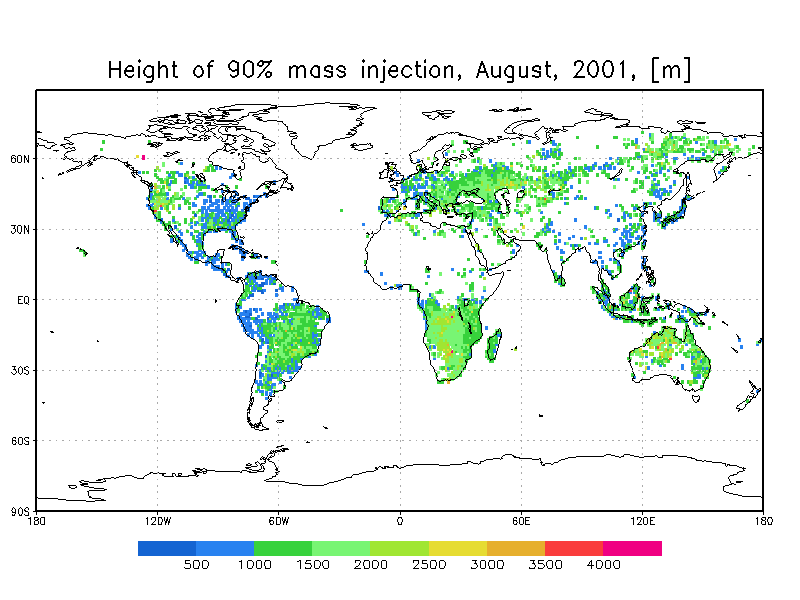 Height of 90% mass injection, August, 2001, [m]
60N
30N
EQ
30S
60S
90S
180 120W 60W 0 60E 120E 180
500 1000 1500 2000 2500 3000 3500 4000